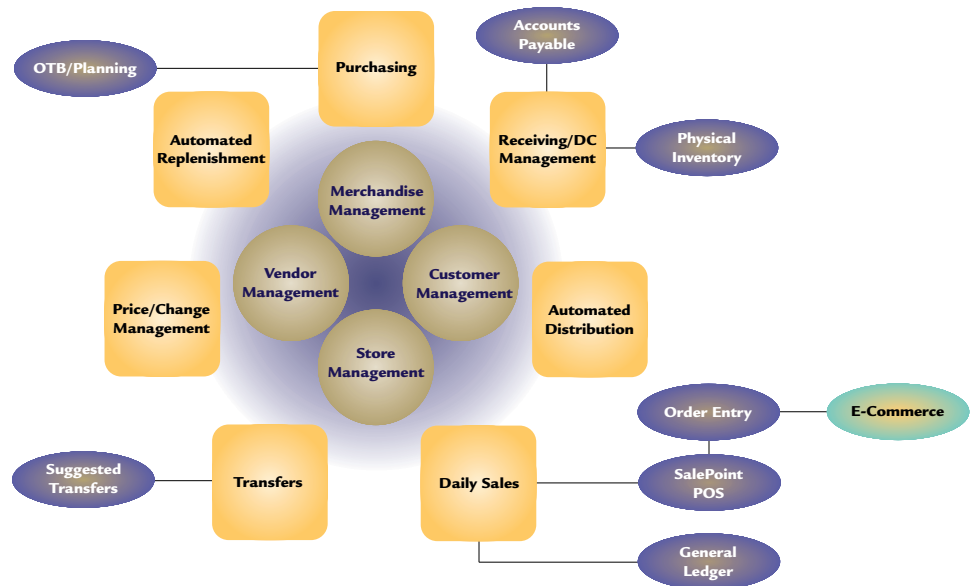 Accounts
Payable
OTB/Planning
Purchasing
Automated
Replenishment
Receiving/DC
Management
Physical
Inventory
Merchandise
Management
Vendor
Management
Customer
Management
Price/Change
Management
Automated
Distribution
Store
Management
Order Entry
E-Commerce
Suggested
Transfers
Transfers
Daily Sales
SalePoint
POS
General
Ledger